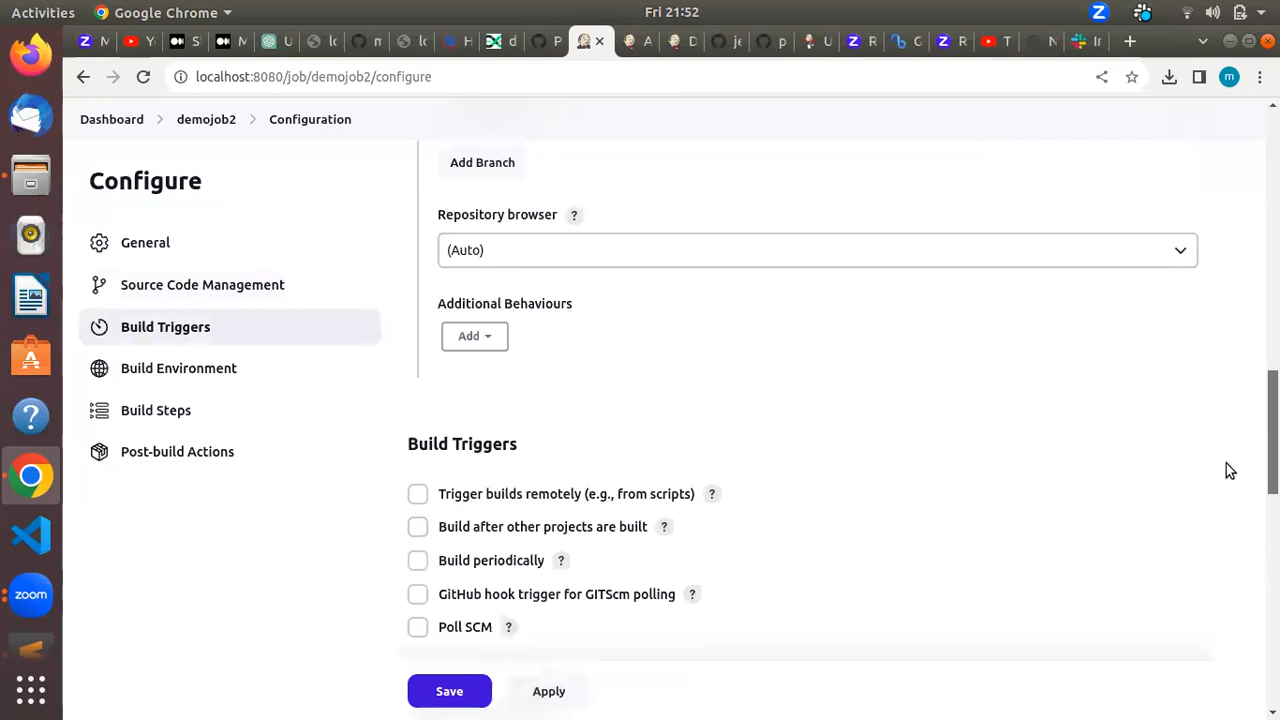 Activities
Google Chrome
Fri 21:52
localhost:8080/job/demojob2/configure
m
Dashboard
demojob2
Configuration
Configure
General
Source Code Management
Build Triggers
Build Environment
Build Steps
Post-build Actions
Add Branch
Repository browser ?
(Auto)
Additional Behaviours
Add
Build Triggers
Trigger builds remotely (e.g., from scripts) ?
Build after other projects are built ?
Build periodically ?
GitHub hook trigger for GITScm polling ?
Poll SCM ?
Save
Apply
zoom